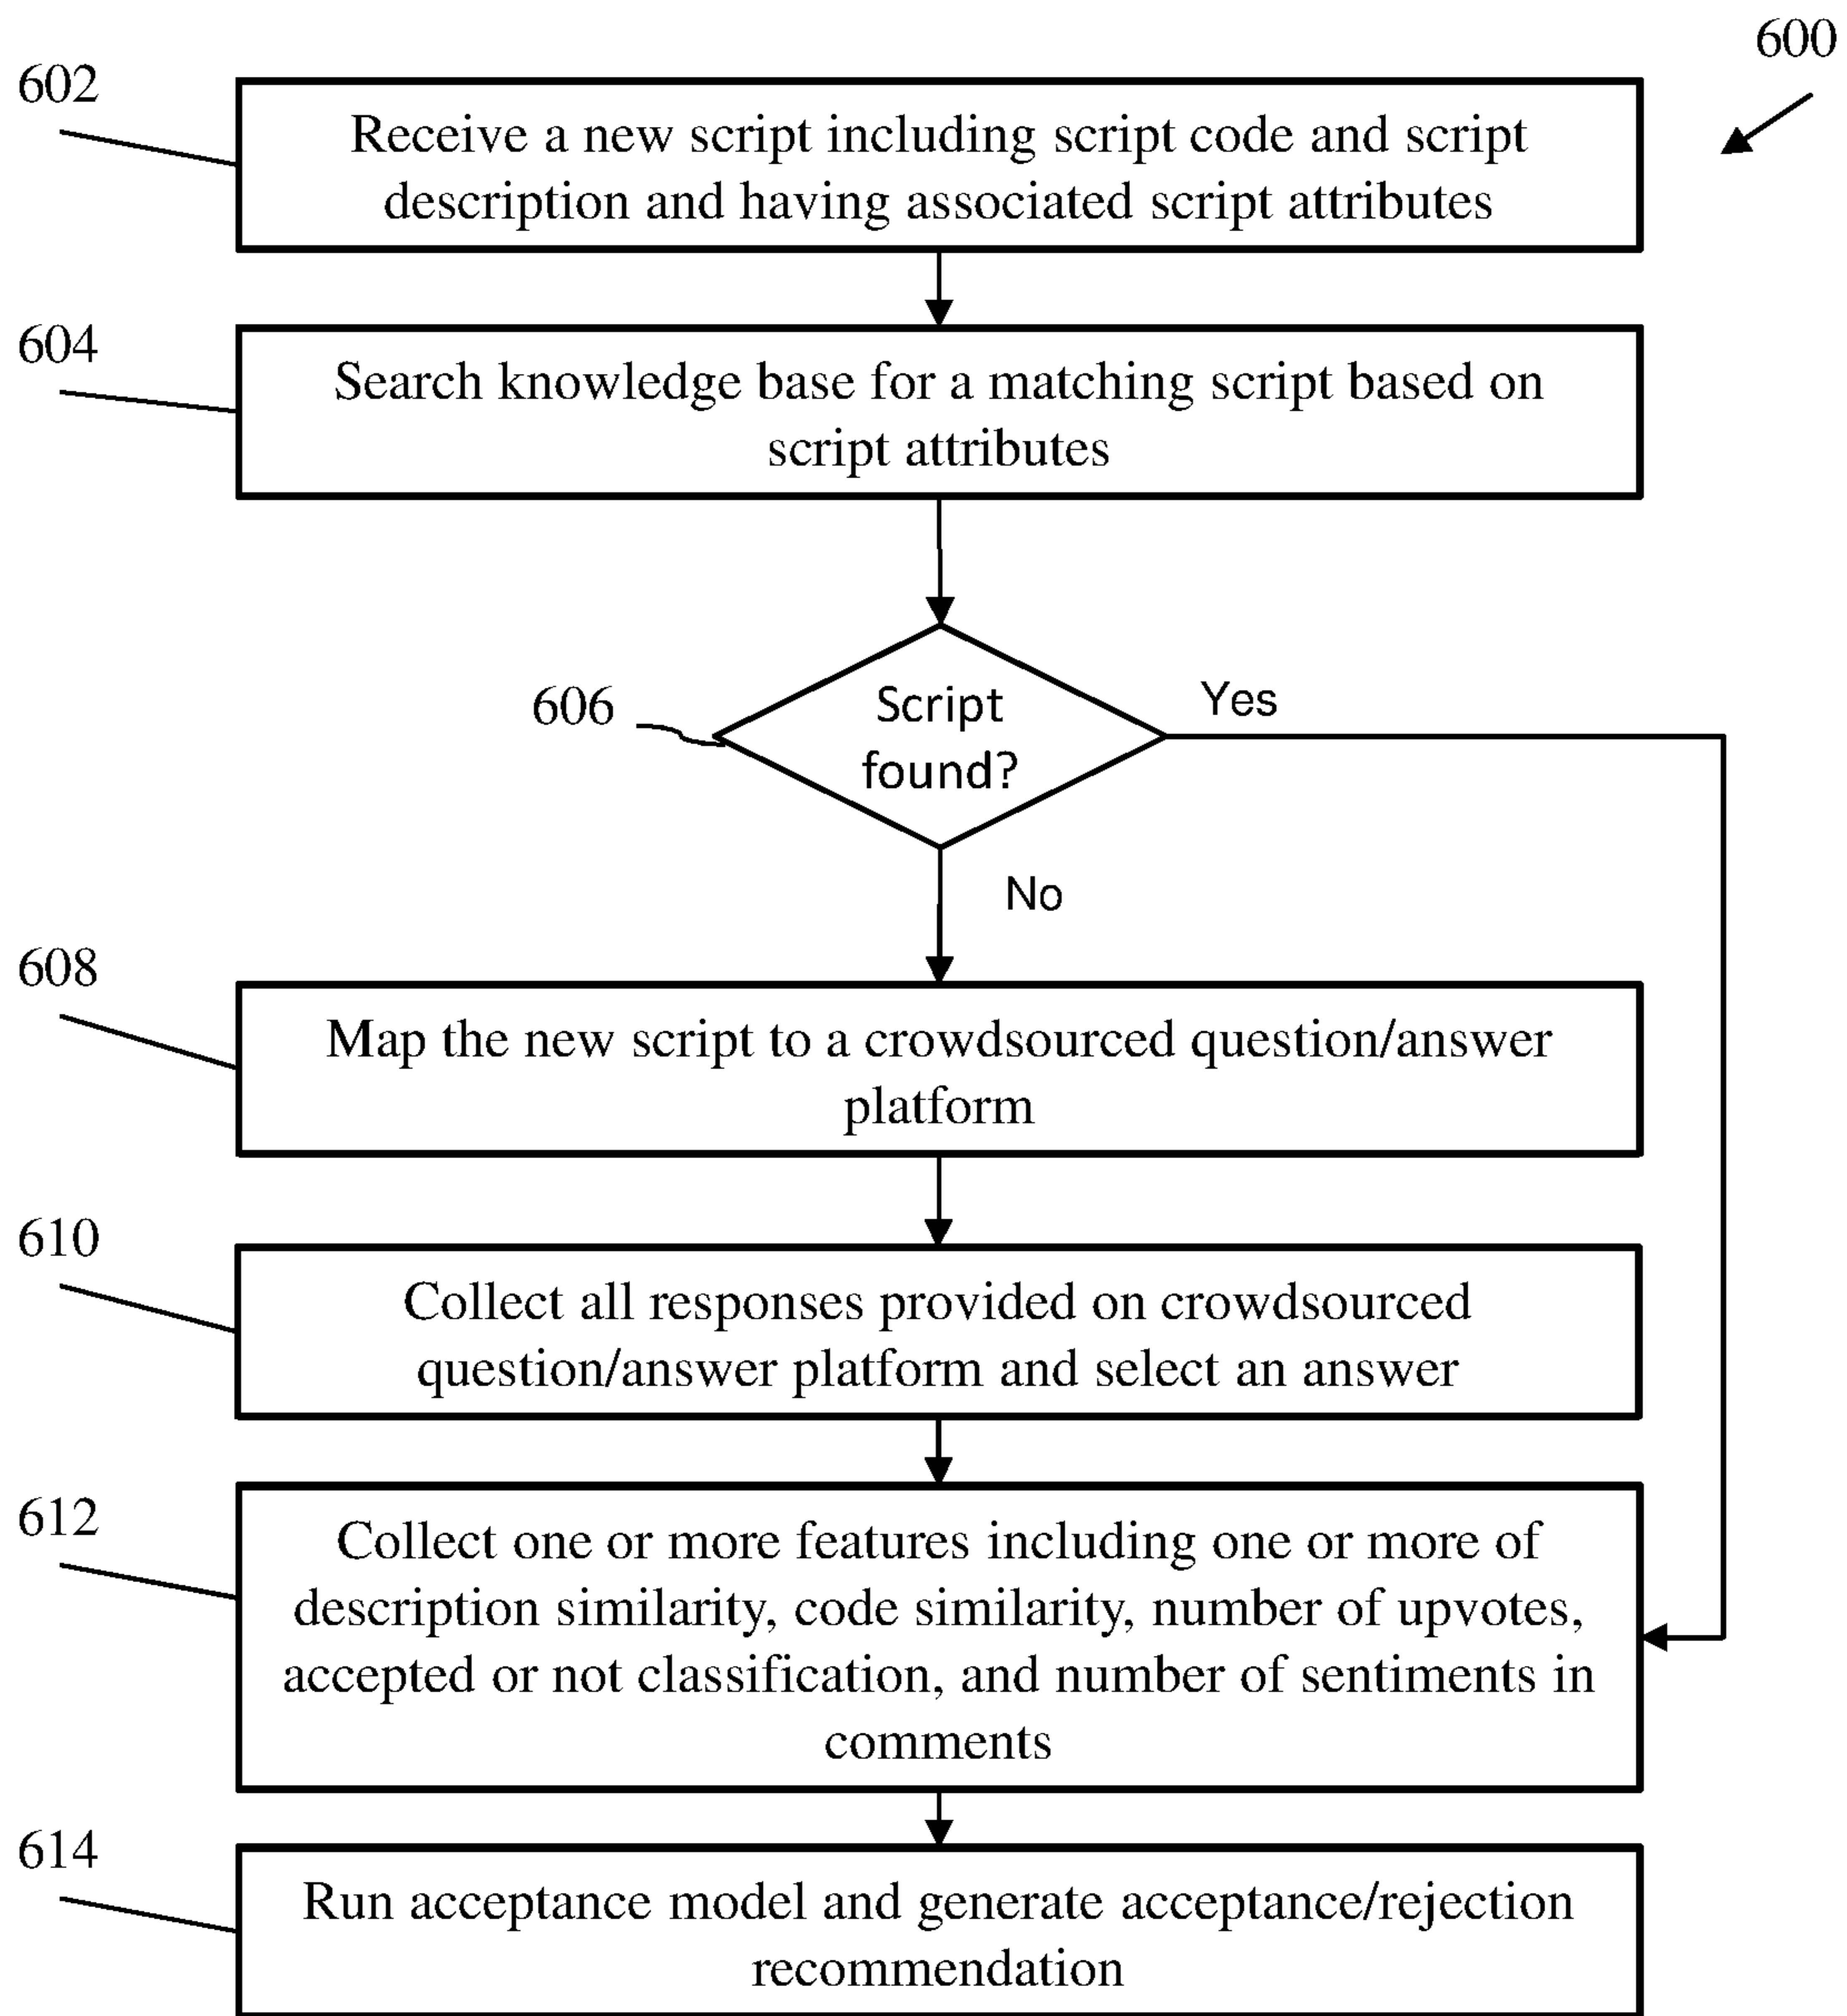 600
602
Receive a new script including script code and script
description and having associated script attributes
604
Search knowledge base for a matching script based on
script attributes
606
Script
found?
Yes
No
608
Map the new script to a crowdsourced question/answer
platform
610
Collect all responses provided on crowdsourced
question/answer platform and select an answer
612
Collect one or more features including one or more of
description similarity, code similarity, number of upvotes,
accepted or not classification, and number of sentiments in
comments
614
Run acceptance model and generate acceptance/rejection
recommendation